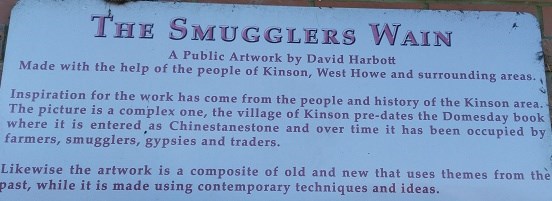 The Smugglers Wain
A Public Artwork by David Harbott
Made with the help of the people of Kinson, West Howe and surrounding areas.
Inspiration for the work has come from the people and history of the Kinson area.
The picture is a complex one, the village of Kinson pre-dates the Domesday book
where it is entered as Chinestanestone and over time it has been occupied by
farmers, smugglers, gypsies and traders.
Likewise the artwork is a composite of old and new that uses themes from the
past, while it is made using contemporary techniques and ideas.